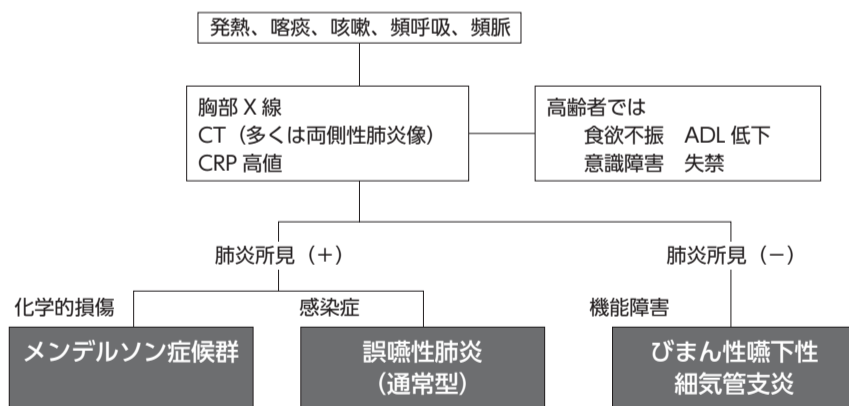 発熱、喀痰、咳嗽、頻呼吸、頻脈
胸部X線
CT（多くは両側性肺炎像）
CRP高値
高齢者では
食欲不振　ADL低下
意識障害　失禁
肺炎所見（＋）
肺炎所見（−）
化学的損傷
感染症
機能障害
メンデルソン症候群
誤嚥性肺炎
（通常型）
びまん性嚥下性
細気管支炎